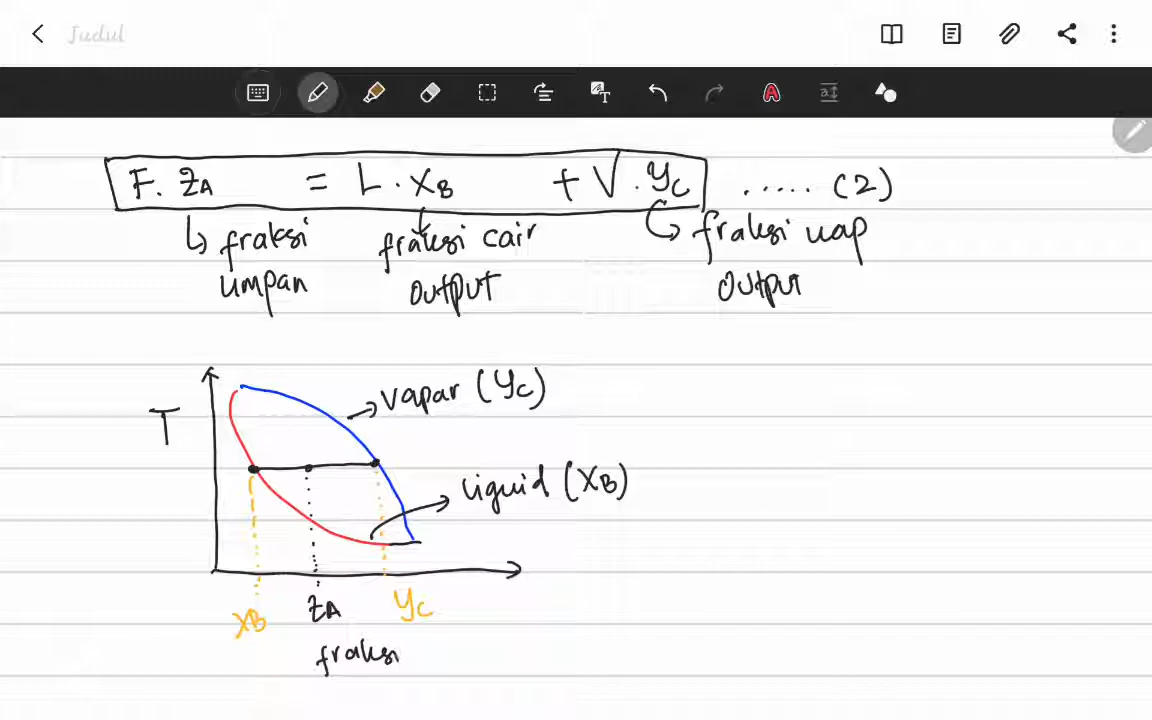 Judul
F. ZA = L . XB + V . yC ...... (2)
↳ fraksi umpan
fraksi cair output
fraksi uap output
T
vapar (yC)
liquid (XB)
XB
ZA
yC
fraksi